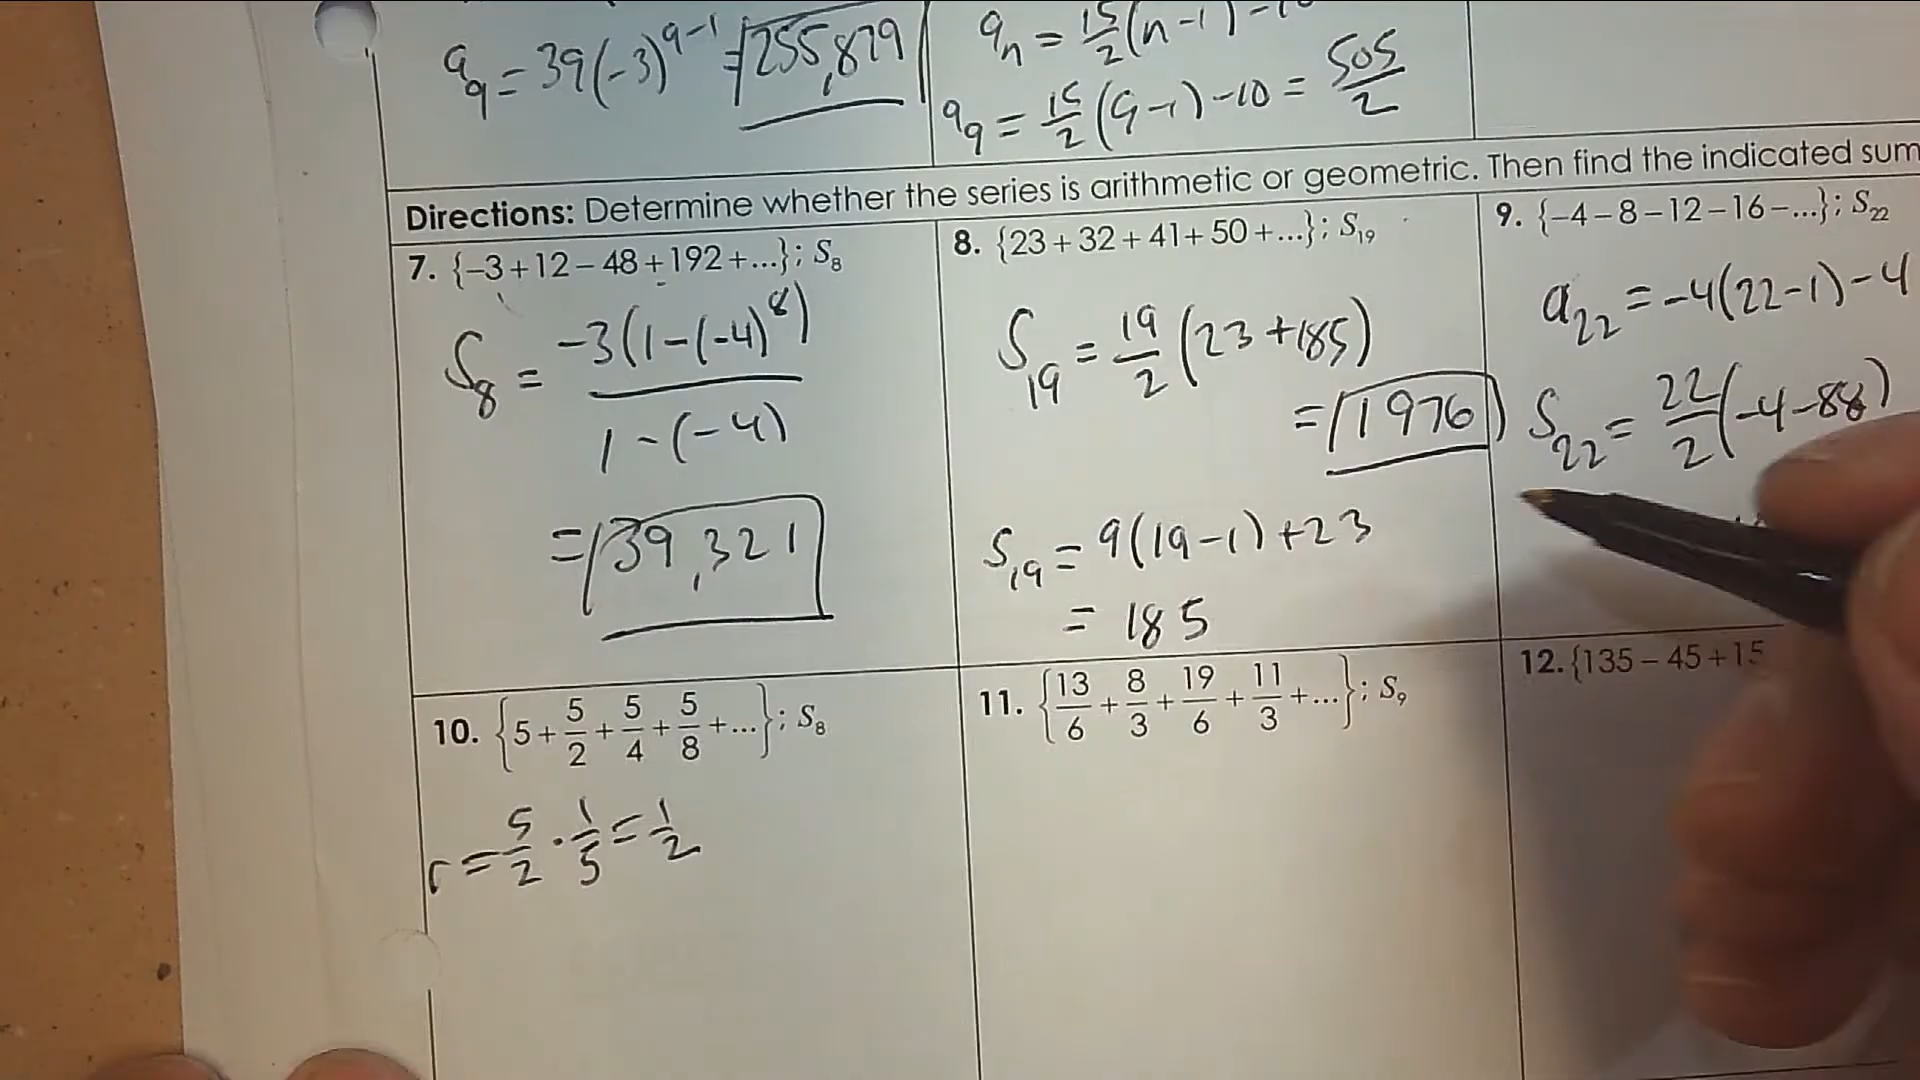 a₉ = 39(-3)⁹⁻¹ = 255,879
aₙ = 15/2 (n-1) -10
a₉ = 15/2 (9-1) -10 = 505/2
Directions: Determine whether the series is arithmetic or geometric. Then find the indicated sum
7. {-3+12-48+192+...}; S₈
S₈ = -3(1-(-4)⁸) / 1-(-4)
= 39,321
8. {23+32+41+50+...}; S₁₉
S₁₉ = 19/2 (23+185)
= 1976
S₁₉ = 9(19-1)+23
= 185
9. {-4-8-12-16-...}; S₂₂
a₂₂ = -4(22-1)-4
S₂₂ = 22/2 (-4-88)
10. {5+5/2+5/4+5/8+...}; S₈
r = 5/2 · 1/5 = 1/2
11. {13/6+8/3+19/6+11/3+...}; S₉
12. {135-45+15